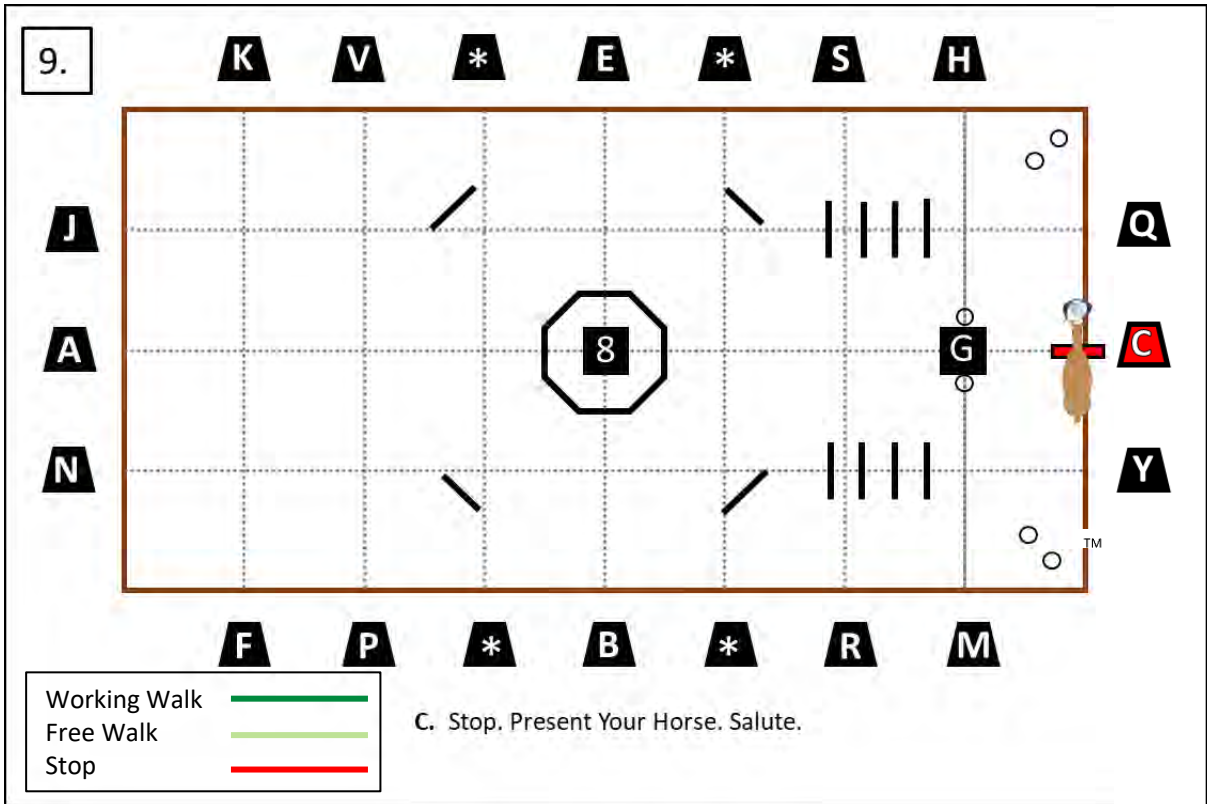 9.
K V * E * S H
J Q
8 G
A C
N Y
TM
F P * B * R M
Working Walk
Free Walk
Stop
C. Stop. Present Your Horse. Salute.